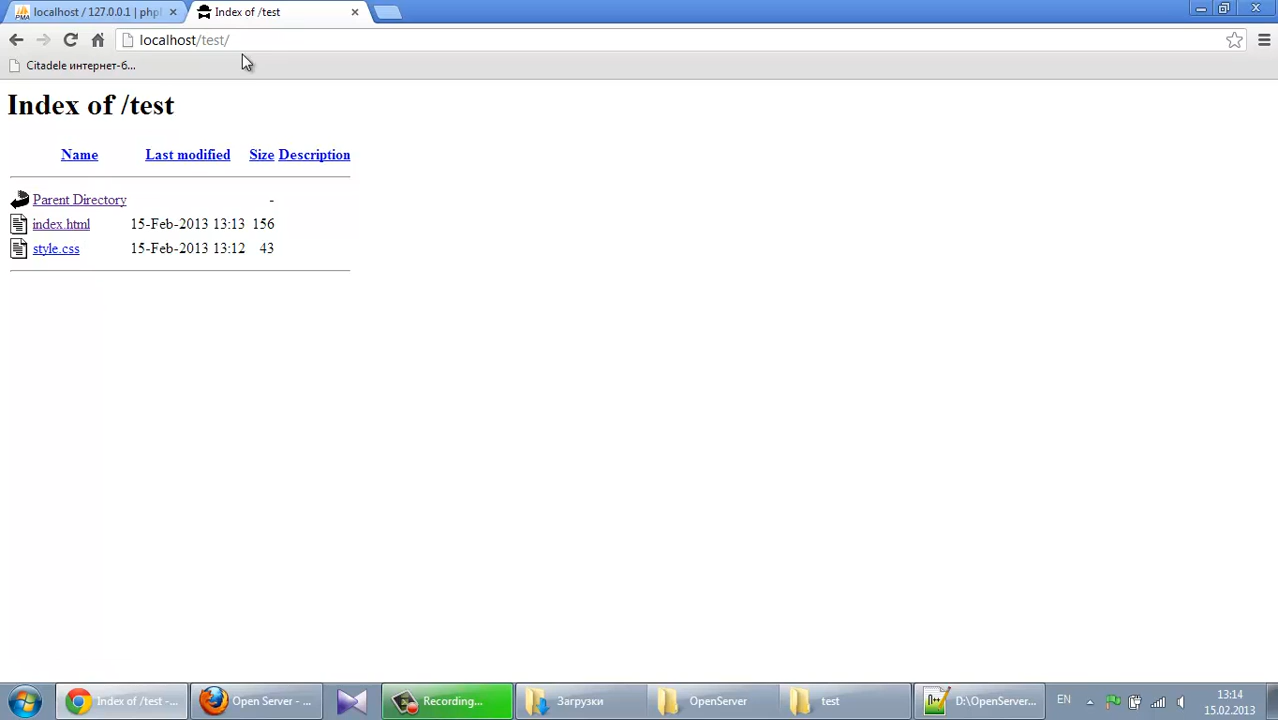 localhost / 127.0.0.1 | phpl
Index of /test
localhost/test/
Citadele интернет-б...
Index of /test
Name Last modified Size Description
Parent Directory -
index.html 15-Feb-2013 13:13 156
style.css 15-Feb-2013 13:12 43
Index of /test -...
Open Server - ...
Recording...
Загрузки
OpenServer
test
D:\OpenServer...
EN
13:14
15.02.2013